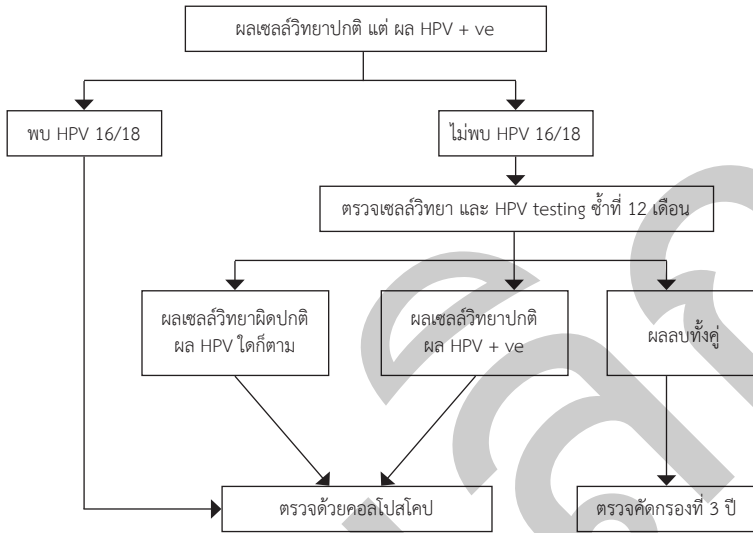 ผลเซลล์วิทยาปกติ แต่ ผล HPV + ve
พบ HPV 16/18
ไม่พบ HPV 16/18
ตรวจเซลล์วิทยา และ HPV testing ซ้ำที่ 12 เดือน
ผลเซลล์วิทยาผิดปกติ
ผล HPV ใดก็ตาม
ผลเซลล์วิทยาปกติ
ผล HPV + ve
ผลลบทั้งคู่
ตรวจด้วยคอลโปสโคป
ตรวจคัดกรองที่ 3 ปี